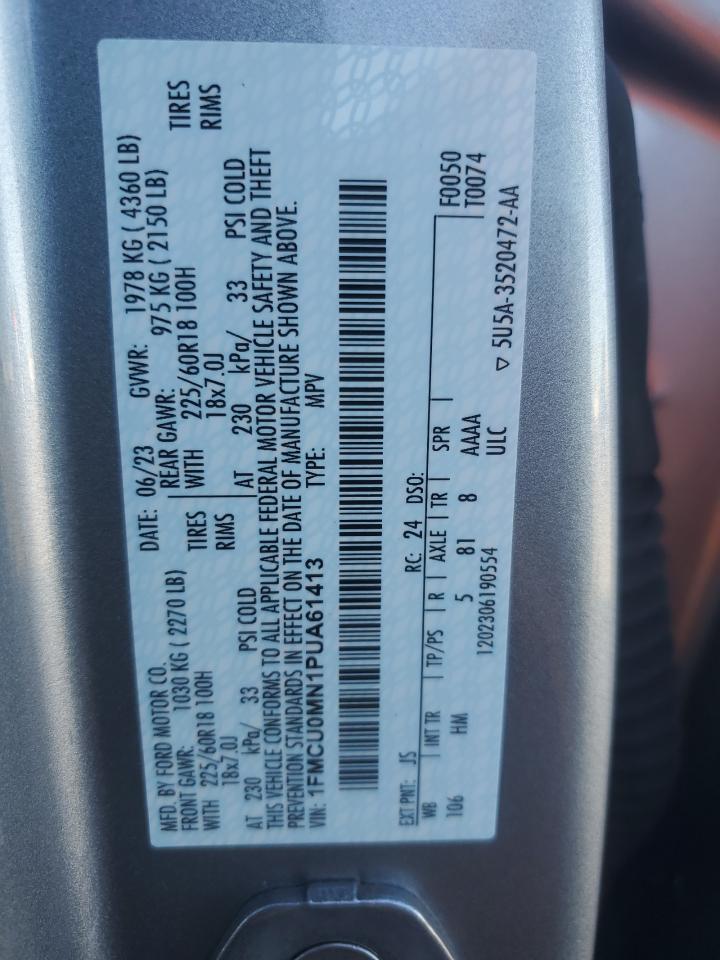 MFD. BY FORD MOTOR CO. DATE: 06/23 GVWR: 1978 KG ( 4360 LB)
FRONT GAWR: 1030 KG ( 2270 LB) REAR GAWR: 975 KG ( 2150 LB)
WITH 225/60R18 100H TIRES WITH 225/60R18 100H TIRES
18x7.0J RIMS 18x7.0J RIMS
AT 230 kPa/ 33 PSI COLD AT 230 kPa/ 33 PSI COLD
THIS VEHICLE CONFORMS TO ALL APPLICABLE FEDERAL MOTOR VEHICLE SAFETY AND THEFT
PREVENTION STANDARDS IN EFFECT ON THE DATE OF MANUFACTURE SHOWN ABOVE.
VIN: 1FMCU0MN1PUA61413 TYPE: MPV
EXT PNT: JS RC: 24 DSO: F0050
WB INT TR TP/PS R AXLE TR SPR T0074
106 HM 5 81 8 AAAA
1202306190554 ULC ▽ 5U5A-3520472-AA